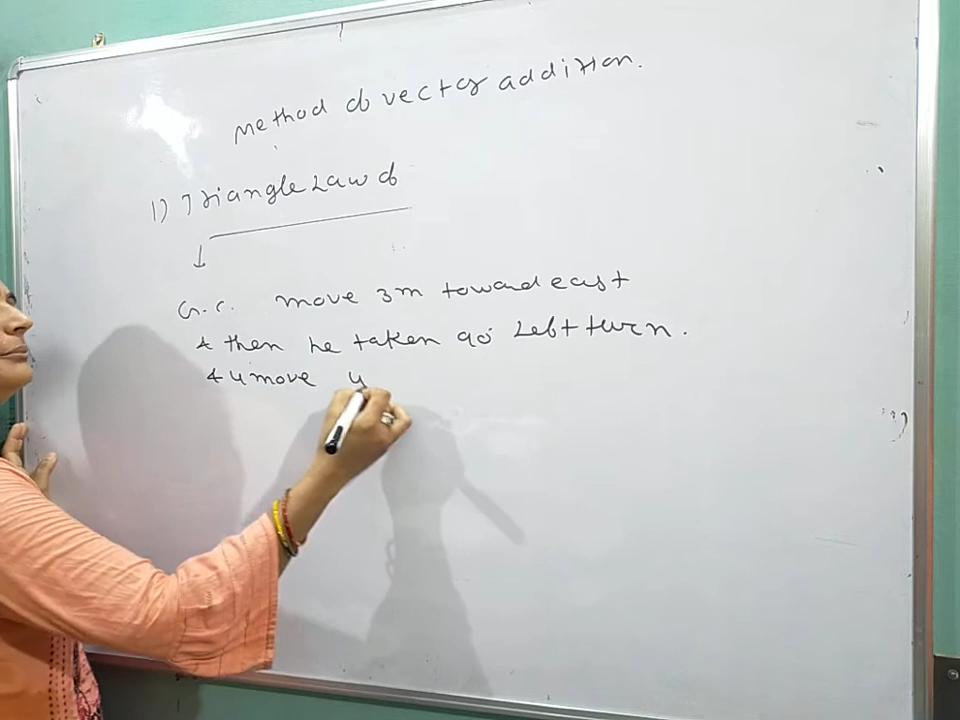 Method of vector addition.
1) Triangle Law of
G.C. move 3m toward east
& then he taken 90° Left turn.
& 4 move 4